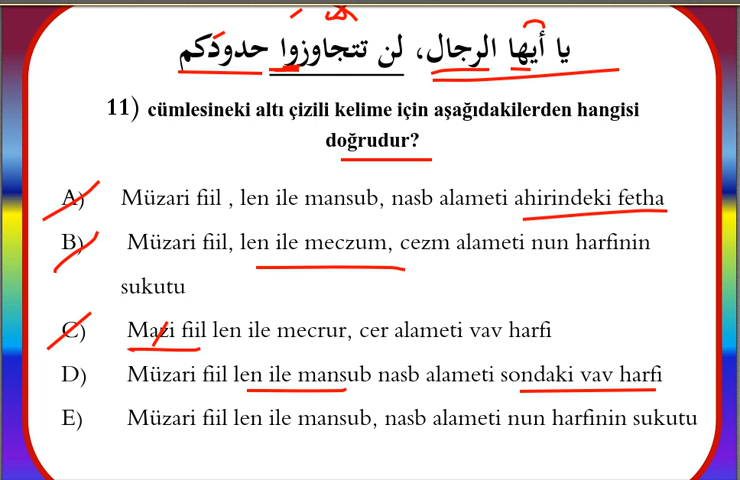 يا أيها الرجال، لن تتجاوزوا حدودكم
11) cümlesineki altı çizili kelime için aşağıdakilerden hangisi
doğrudur?
A) Müzari fiil , len ile mansub, nasb alameti ahirindeki fetha
B) Müzari fiil, len ile meczum, cezm alameti nun harfinin
sukutu
C) Mazi fiil len ile mecrur, cer alameti vav harfi
D) Müzari fiil len ile mansub nasb alameti sondaki vav harfi
E) Müzari fiil len ile mansub, nasb alameti nun harfinin sukutu